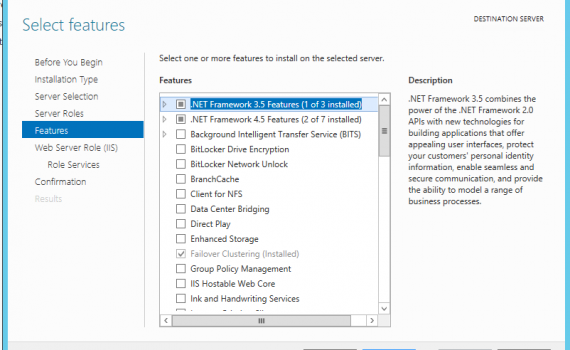 Select features
DESTINATION SERVER
Before You Begin
Installation Type
Server Selection
Server Roles
Features
Web Server Role (IIS)
Role Services
Confirmation
Results
Select one or more features to install on the selected server.
Features
.NET Framework 3.5 Features (1 of 3 installed)
.NET Framework 4.5 Features (2 of 7 installed)
Background Intelligent Transfer Service (BITS)
BitLocker Drive Encryption
BitLocker Network Unlock
BranchCache
Client for NFS
Data Center Bridging
Direct Play
Enhanced Storage
Failover Clustering (Installed)
Group Policy Management
IIS Hostable Web Core
Ink and Handwriting Services
Description
.NET Framework 3.5 combines the
power of the .NET Framework 2.0
APIs with new technologies for
building applications that offer
appealing user interfaces, protect
your customers' personal identity
information, enable seamless and
secure communication, and provide
the ability to model a range of
business processes.